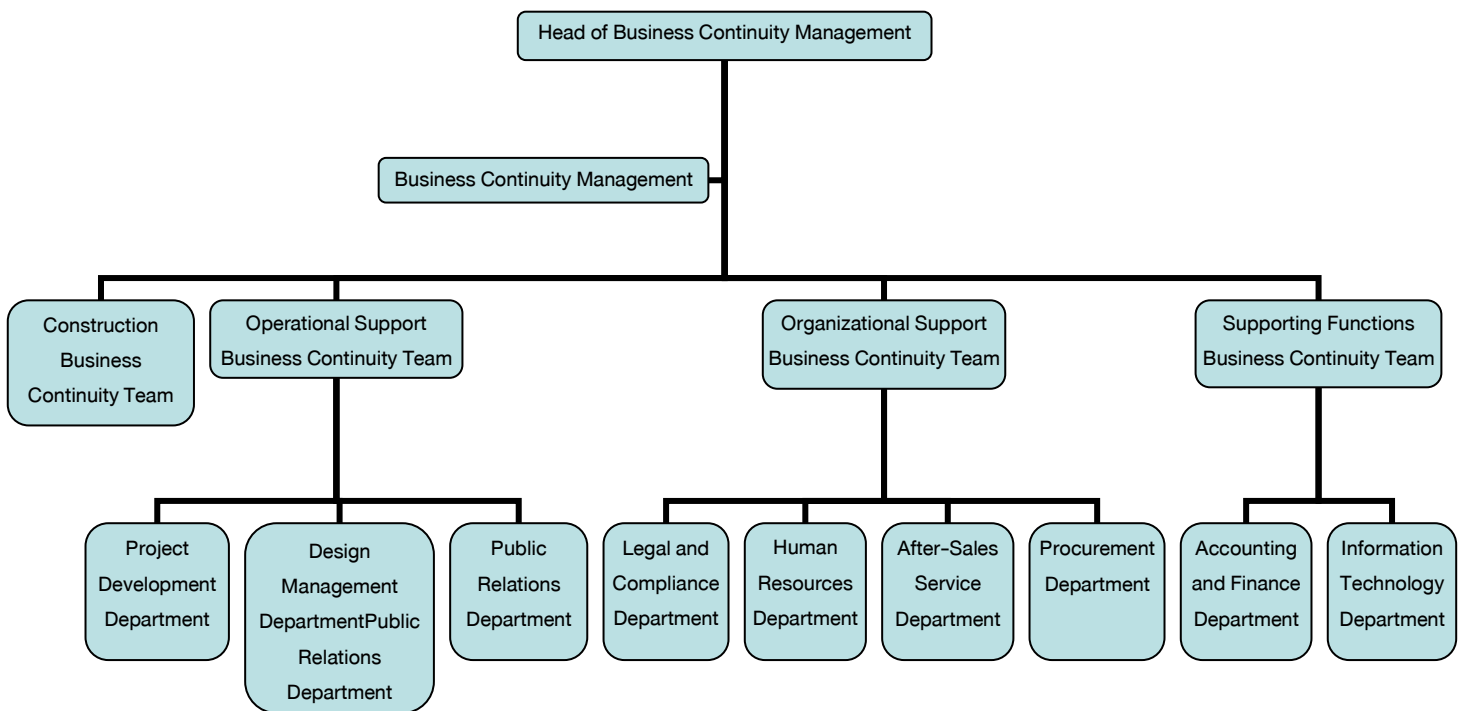 Head of Business Continuity Management
Business Continuity Management
Construction
Business
Continuity Team
Operational Support
Business Continuity Team
Organizational Support
Business Continuity Team
Supporting Functions
Business Continuity Team
Project
Development
Department
Design
Management
DepartmentPublic
Relations
Department
Public
Relations
Department
Legal and
Compliance
Department
Human
Resources
Department
After-Sales
Service
Department
Procurement
Department
Accounting
and Finance
Department
Information
Technology
Department